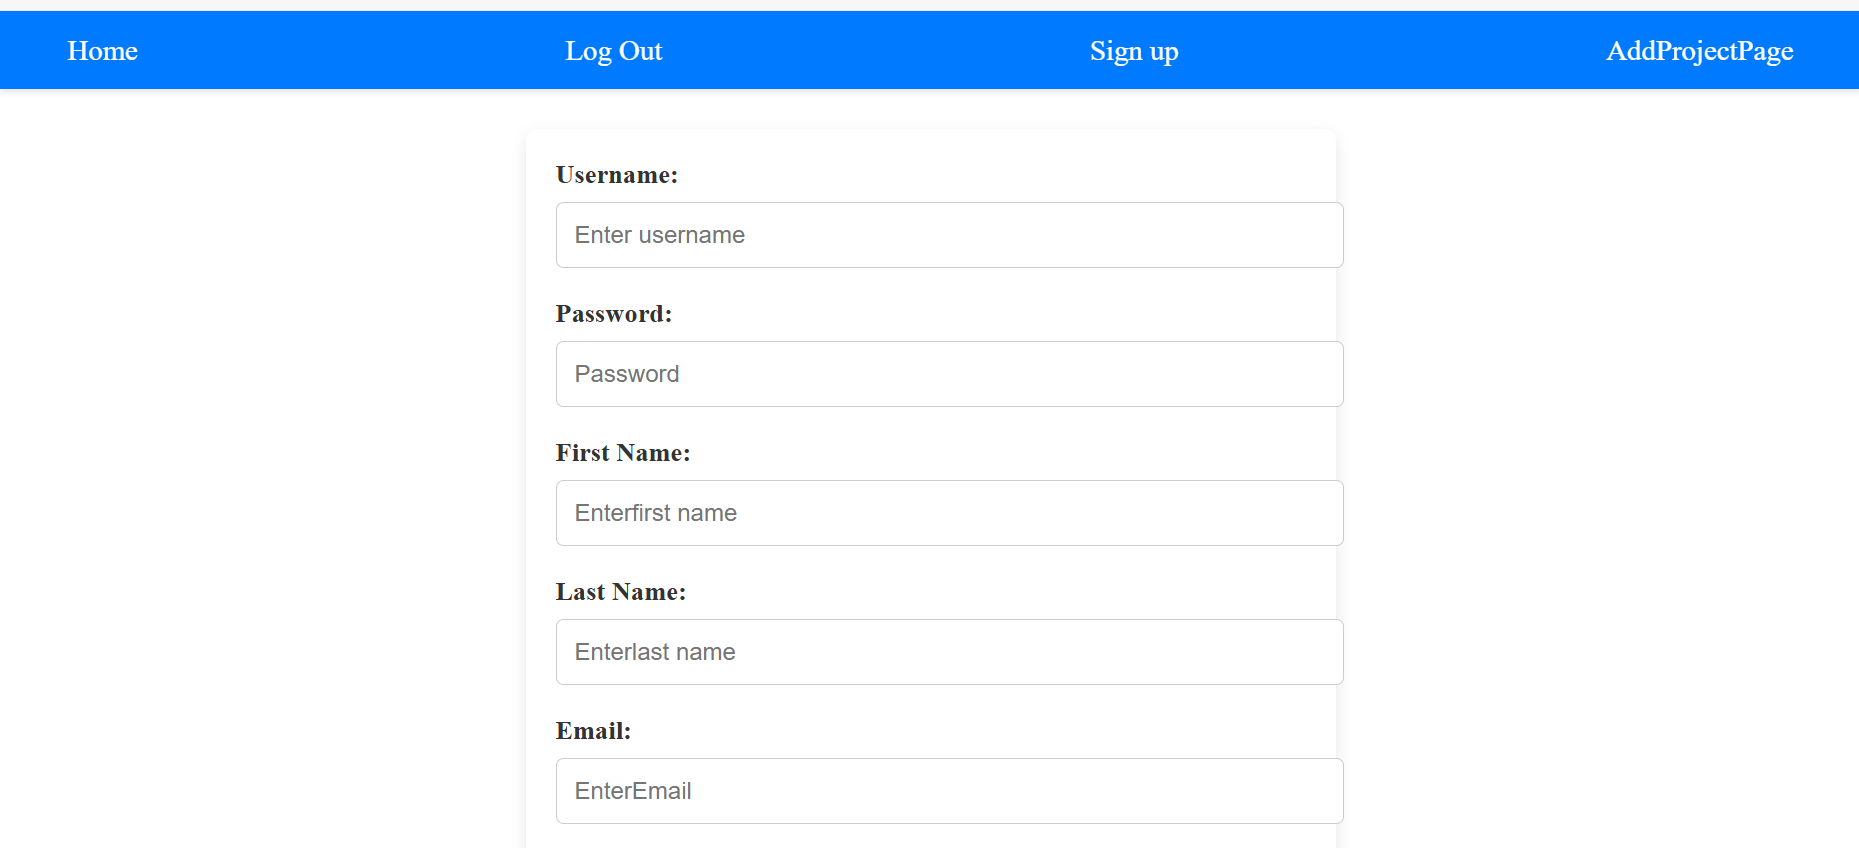 Home Log Out Sign up AddProjectPage
Username:
Enter username
Password:
Password
First Name:
Enterfirst name
Last Name:
Enterlast name
Email:
EnterEmail